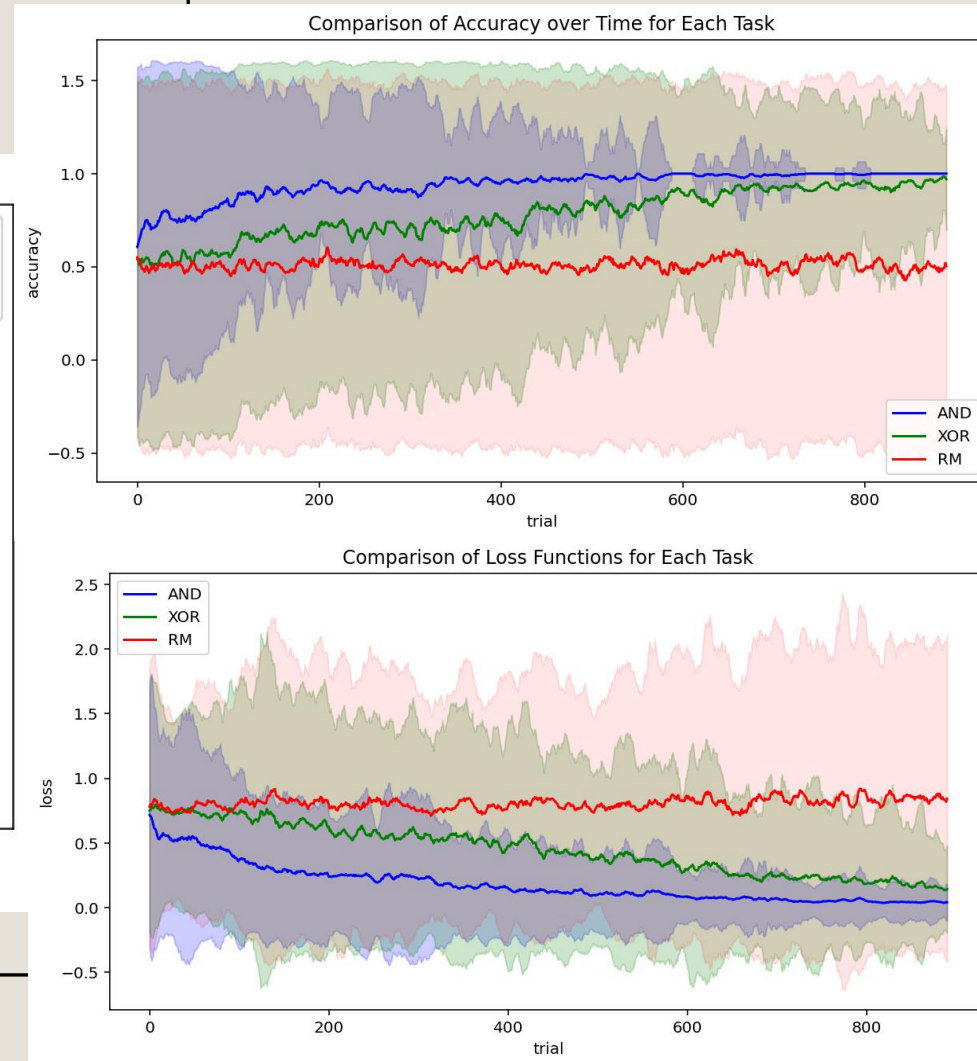 Comparison of Accuracy over Time for Each Task
1.5
1.0
0.5
0.0
−0.5
accuracy
AND
XOR
RM
0
200
400
600
800
trial
Comparison of Loss Functions for Each Task
2.5
2.0
1.5
1.0
0.5
0.0
−0.5
loss
AND
XOR
RM
0
200
400
600
800
trial